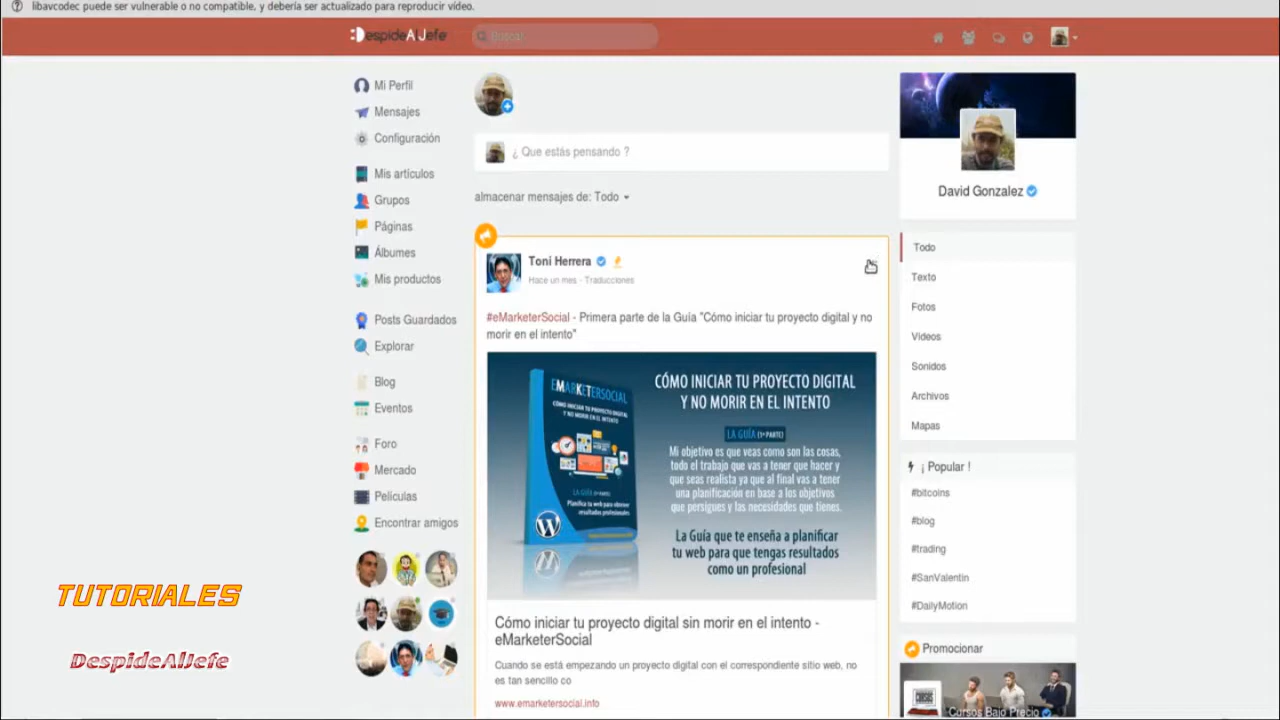 libavcodec puede ser vulnerable o no compatible, y debería ser actualizado para reproducir vídeo.
DespideAlJefe
Buscar
Mi Perfil
Mensajes
Configuración
Mis artículos
Grupos
Páginas
Álbumes
Mis productos
Posts Guardados
Explorar
Blog
Eventos
Foro
Mercado
Películas
Encontrar amigos
TUTORIALES
DespideAlJefe
¿ Que estás pensando ?
almacenar mensajes de: Todo
Toni Herrera
Hace un mes - Traducciones
#eMarketerSocial - Primera parte de la Guía "Cómo iniciar tu proyecto digital y no
morir en el intento"
EMARKETERSOCIAL
CÓMO INICIAR TU PROYECTO DIGITAL
Y NO MORIR EN EL INTENTO
LA GUÍA (1ª PARTE)
Planifica tu web para obtener
resultados profesionales
CÓMO INICIAR TU PROYECTO DIGITAL
Y NO MORIR EN EL INTENTO
LA GUÍA (1ª PARTE)
Mi objetivo es que veas como son las cosas,
todo el trabajo que vas a tener que hacer y
que seas realista ya que al final vas a tener
una planificación en base a los objetivos
que persigues y las necesidades que tienes.
La Guía que te enseña a planificar
tu web para que tengas resultados
como un profesional
Cómo iniciar tu proyecto digital sin morir en el intento -
eMarketerSocial
Cuando se está empezando un proyecto digital con el correspondiente sitio web, no
es tan sencillo co
www.emarketersocial.info
David Gonzalez
Todo
Texto
Fotos
Videos
Sonidos
Archivos
Mapas
¡ Popular !
#bitcoins
#blog
#trading
#SanValentin
#DailyMotion
Promocionar
CURSOS
Cursos Bajo Precio